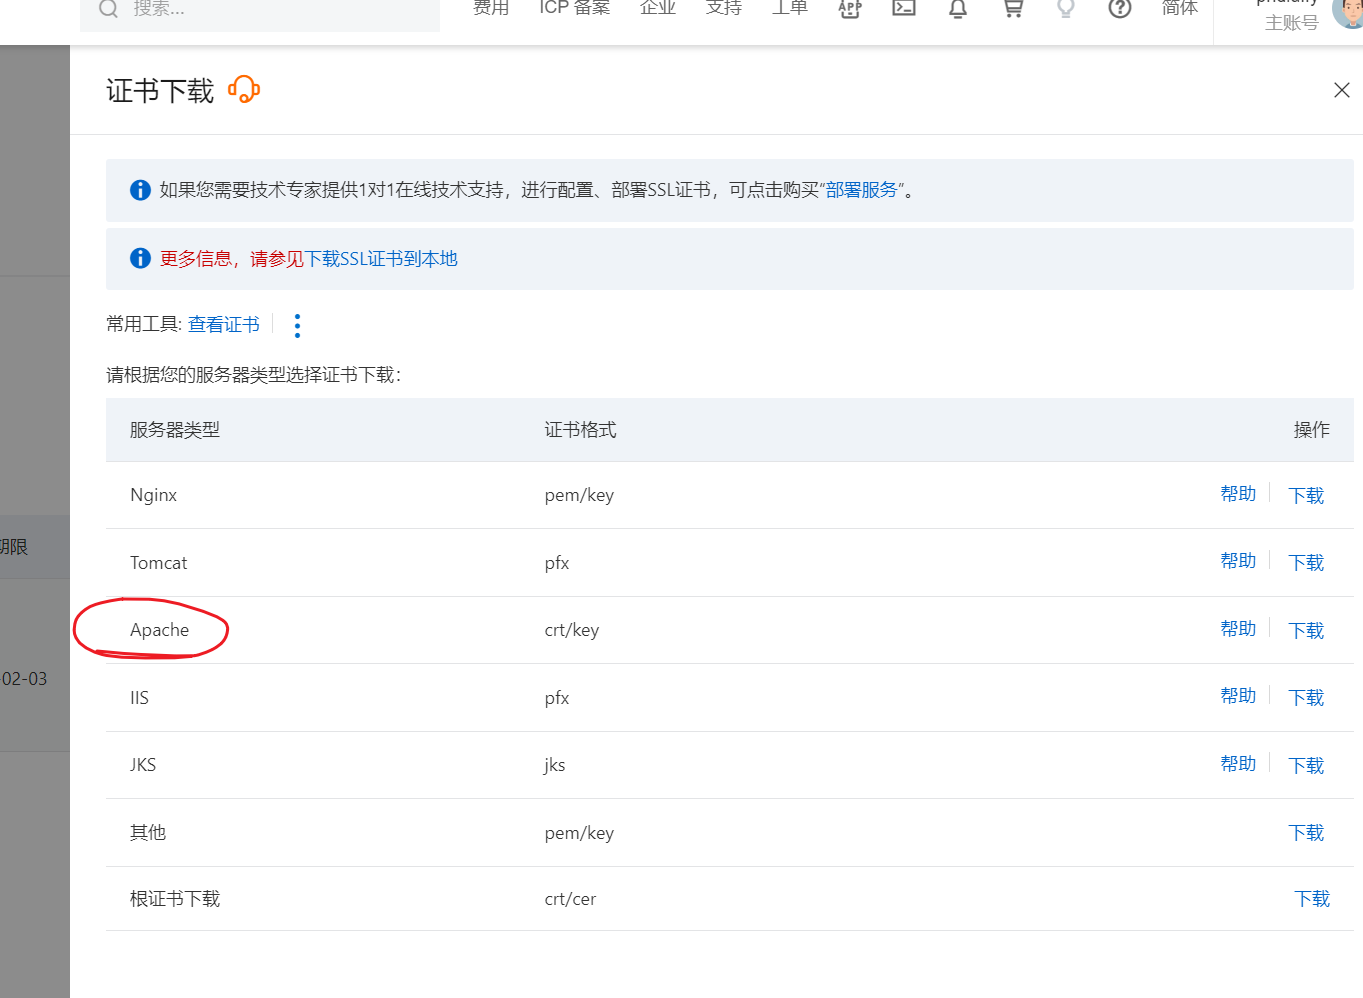 搜索...
费用 ICP 备案 企业 支持 工单 APP 简体
主账号
证书下载
如果您需要技术专家提供1对1在线技术支持，进行配置、部署SSL证书，可点击购买“部署服务”。
更多信息，请参见下载SSL证书到本地
常用工具: 查看证书
请根据您的服务器类型选择证书下载：
服务器类型 证书格式 操作
Nginx pem/key 帮助 下载
Tomcat pfx 帮助 下载
期限
Apache crt/key 帮助 下载
-02-03
IIS pfx 帮助 下载
JKS jks 帮助 下载
其他 pem/key 下载
根证书下载 crt/cer 下载